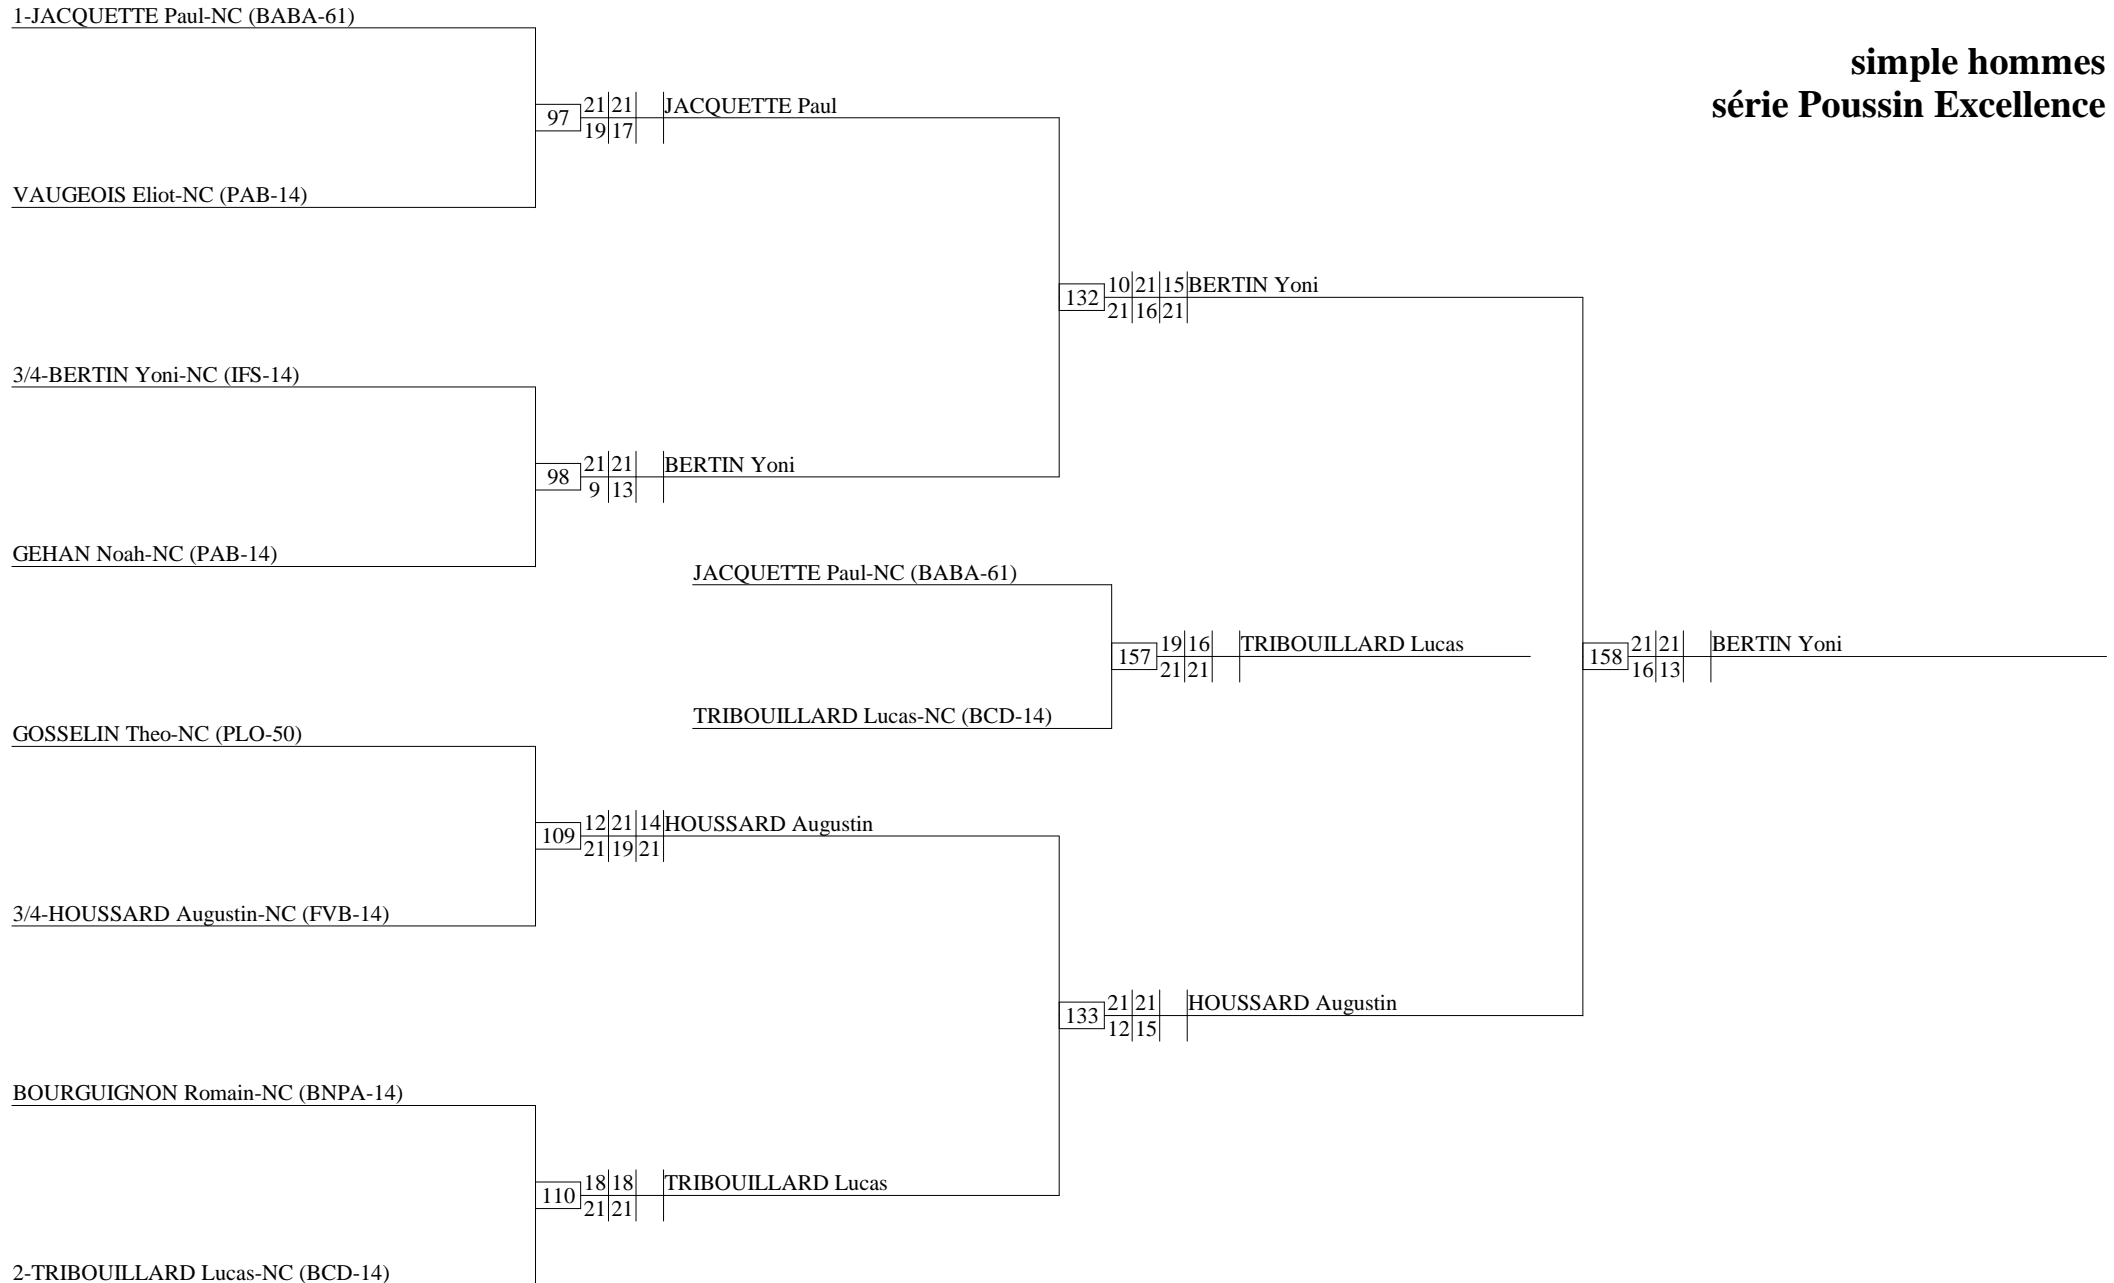 1-JACQUETTE Paul-NC (BABA-61)
simple hommes
série Poussin Excellence
97
21 21
19 17
JACQUETTE Paul
VAUGEOIS Eliot-NC (PAB-14)
132
10 21 15
21 16 21
BERTIN Yoni
3/4-BERTIN Yoni-NC (IFS-14)
98
21 21
9 13
BERTIN Yoni
GEHAN Noah-NC (PAB-14)
JACQUETTE Paul-NC (BABA-61)
157
19 16
21 21
TRIBOUILLARD Lucas
158
21 21
16 13
BERTIN Yoni
TRIBOUILLARD Lucas-NC (BCD-14)
GOSSELIN Theo-NC (PLO-50)
109
12 21 14
21 19 21
HOUSSARD Augustin
3/4-HOUSSARD Augustin-NC (FVB-14)
133
21 21
12 15
HOUSSARD Augustin
BOURGUIGNON Romain-NC (BNPA-14)
110
18 18
21 21
TRIBOUILLARD Lucas
2-TRIBOUILLARD Lucas-NC (BCD-14)